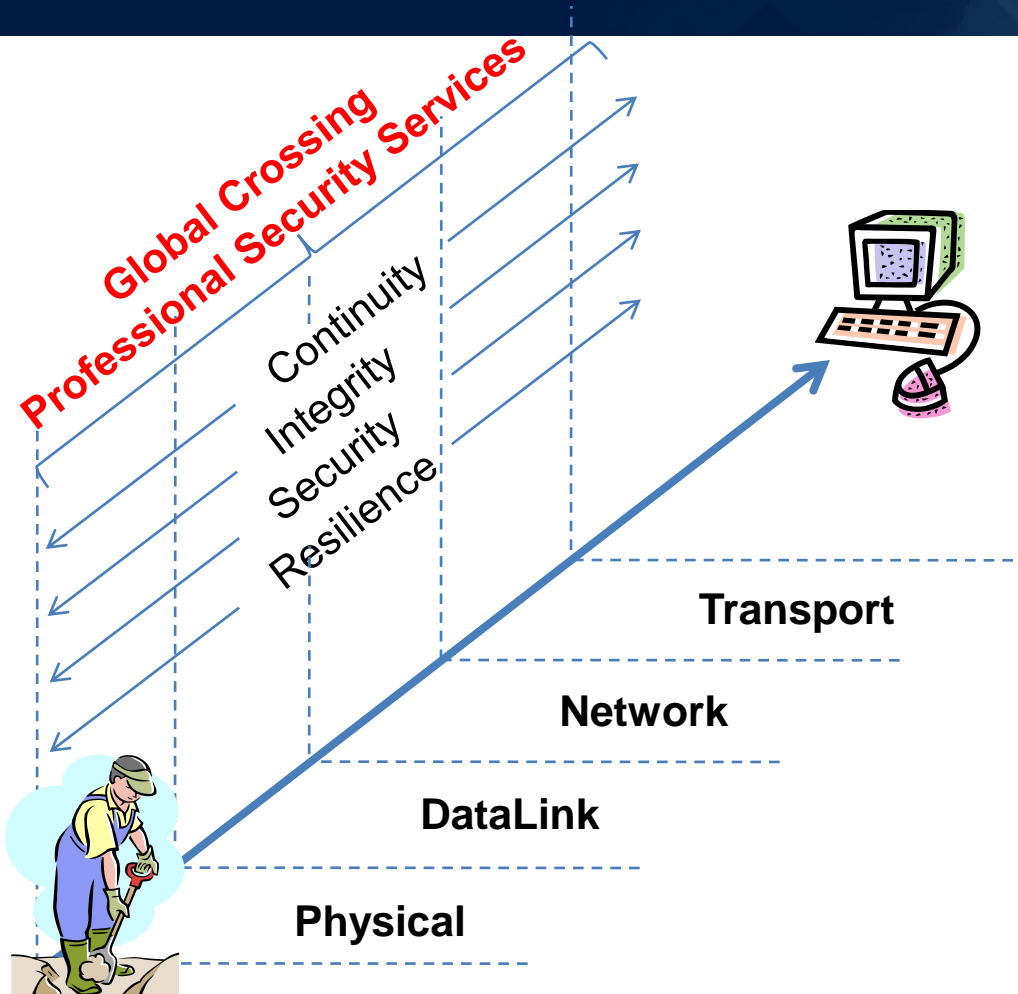 Global Crossing
Professional Security Services
Continuity
Integrity
Security
Resilience
Transport
Network
DataLink
Physical